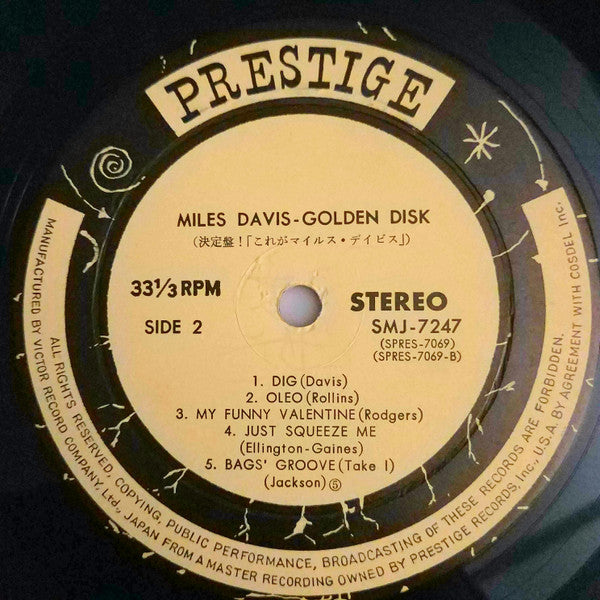 PRESTIGE
MILES DAVIS-GOLDEN DISK
(決定盤!「これがマイルス・デイビス」)
33⅓ RPM
STEREO
SIDE 2
SMJ-7247
(SPRES-7069)
(SPRES-7069-B)
1. DIG (Davis)
2. OLEO (Rollins)
3. MY FUNNY VALENTINE (Rodgers)
4. JUST SQUEEZE ME
(Ellington-Gaines)
5. BAGS' GROOVE (Take I)
(Jackson) ⑤
ALL RIGHTS RESERVED. COPYING, PUBLIC PERFORMANCE, BROADCASTING OF THESE RECORDS ARE FORBIDDEN.
MANUFACTURED BY VICTOR RECORD COMPANY, Ltd., JAPAN FROM A MASTER RECORDING OWNED BY PRESTIGE RECORDS, Inc., U.S.A. BY AGREEMENT WITH COSDEL Inc.